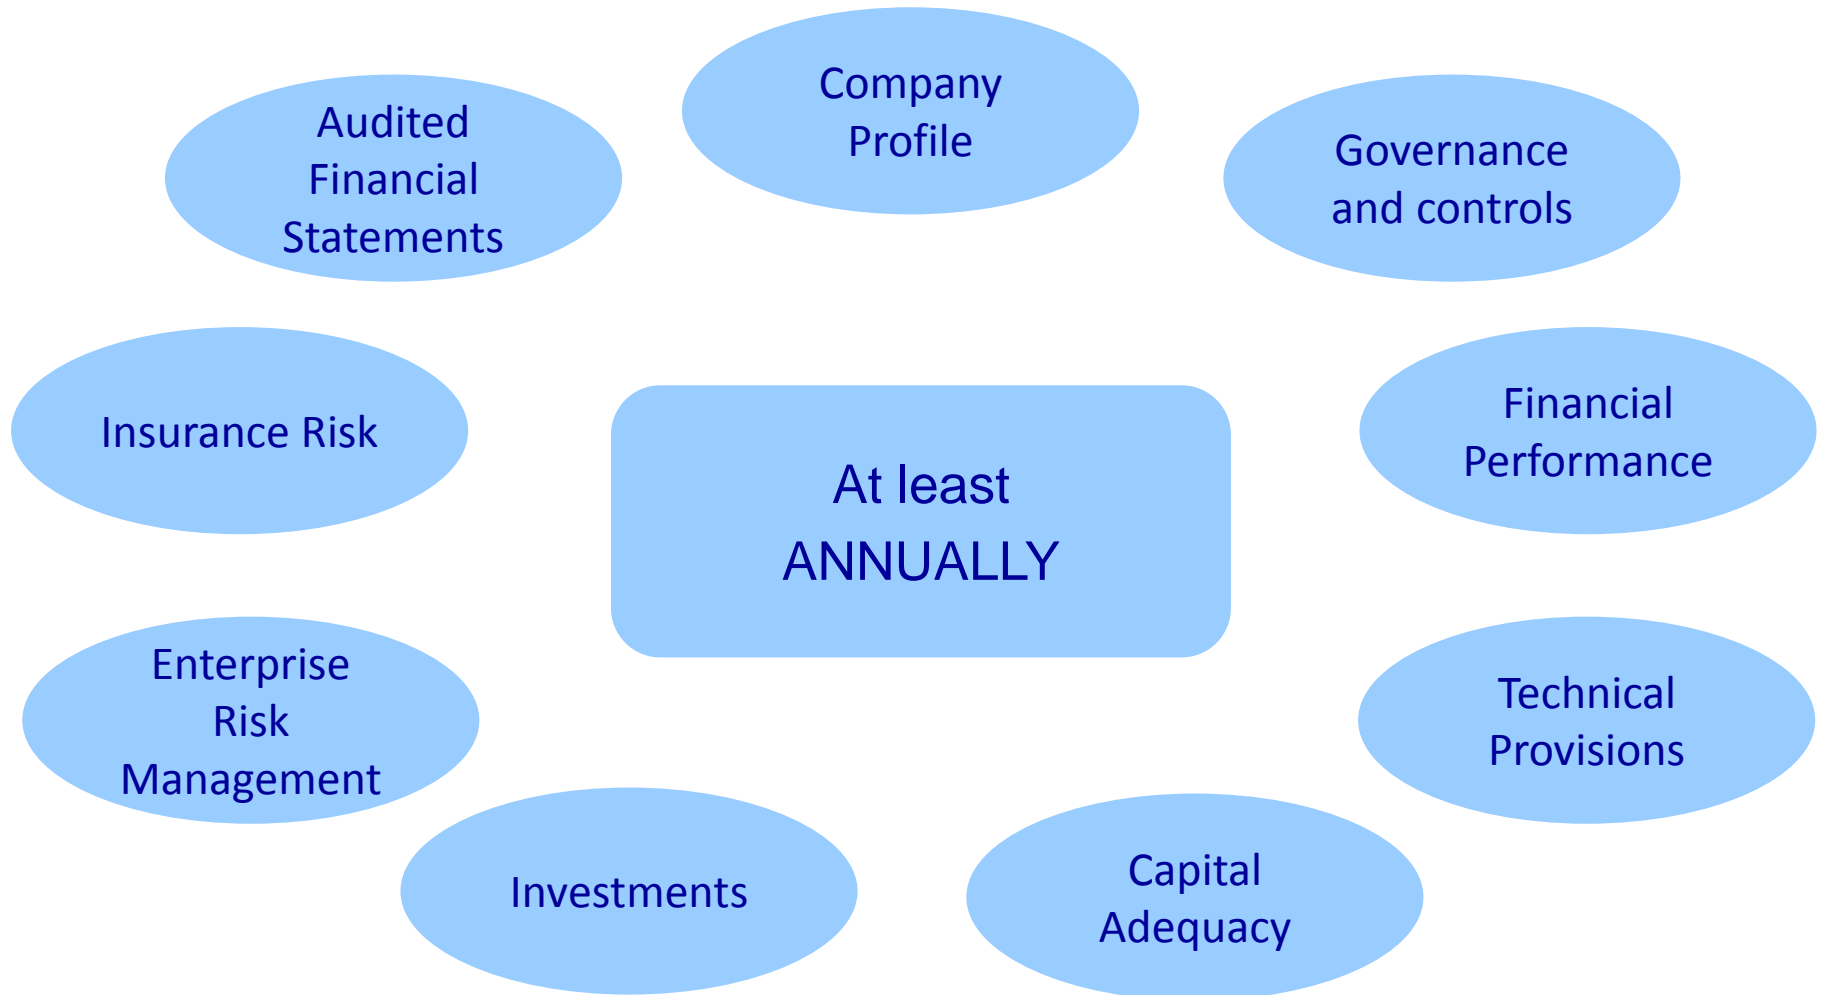 Company
Profile
Audited
Financial
Statements
Governance
and controls
Insurance Risk
Financial
Performance
At least
ANNUALLY
Enterprise
Risk
Management
Technical
Provisions
Investments
Capital
Adequacy